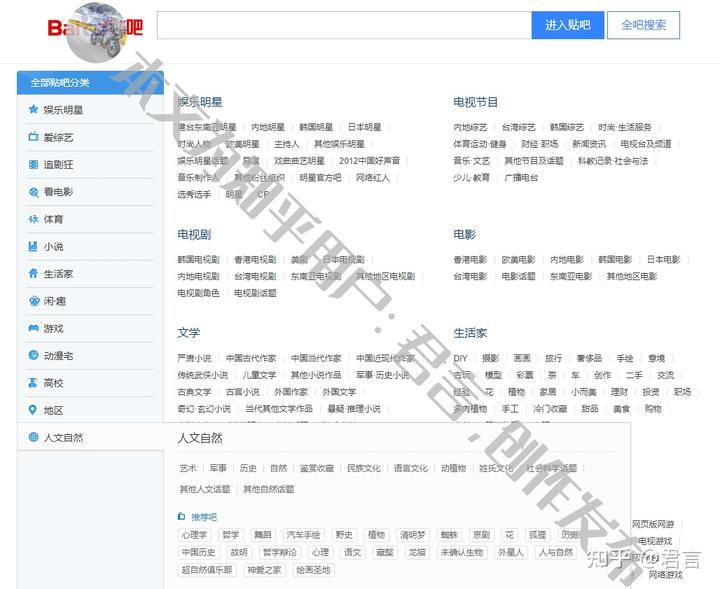 Bai 吧
进入贴吧
全吧搜索
全部贴吧分类
娱乐明星
爱综艺
追剧狂
看电影
体育
小说
生活家
闲·趣
游戏
动漫宅
高校
地区
人文自然
娱乐明星
港台东南亚明星 内地明星 韩国明星 日本明星
时尚人物 欧美明星 主持人 其他娱乐明星
娱乐明星话题 导演 戏曲曲艺明星 2012中国好声音
音乐制作人 其他粉丝组织 明星官方吧 网络红人
选秀选手 明星 CP
电视节目
内地综艺 台湾综艺 韩国综艺 时尚·生活服务
体育运动·健身 财经·职场 新闻资讯 电视台及频道
音乐·文艺 其他节目及话题 科教记录·社会与法
少儿·教育 广播电台
电视剧
韩国电视剧 香港电视剧 美剧 日本电视剧
内地电视剧 台湾电视剧 东南亚电视剧 其他地区电视剧
电视剧角色 电视剧话题
电影
香港电影 欧美电影 内地电影 韩国电影 日本电影
台湾电影 电影话题 东南亚电影 其他地区电影
文学
严肃小说 中国古代作家 中国当代作家 中国近现代作家
传统武侠小说 儿童文学 其他小说作品 军事·历史小说
古典文学 古言小说 外国作家 外国文学
奇幻·玄幻小说 当代其他文学作品 悬疑·推理小说
生活家
DIY 摄影 画画 旅行 奢侈品 手绘 意境
古玩 模型 彩票 茶 车 创作 二手 交流
经验 花 植物 家居 小而美 理财 投资 职场
多肉植物 手工 冷门收藏 甜品 美食 购物
人文自然
艺术 军事 历史 自然 鉴赏收藏 民族文化 语言文化 动植物 姓氏文化 社会科学话题
其他人文话题 其他自然话题
推荐吧
心理学 哲学 舞蹈 汽车手绘 野史 植物 清明梦 蜘蛛 京剧 花 狐狸 历史
中国历史 故明 哲学辩论 心理 语文 藏獒 龙猫 未确认生物 外星人 人与自然
超自然俱乐部 神爱之家 绘画圣地
网页版网游
电视游戏
网络游戏
本文为知乎用户：君言，创作发布
知乎 @君言